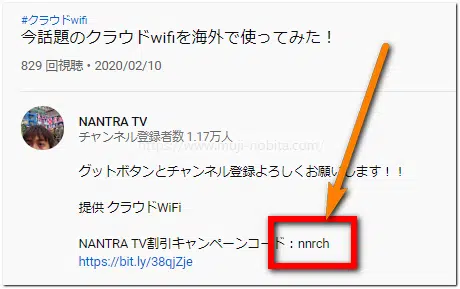 #クラウドwifi
今話題のクラウドwifiを海外で使ってみた！
829 回視聴・2020/02/10
NANTRA TV
チャンネル登録者数 1.17万人
https://www.muji-nobita.com/
グットボタンとチャンネル登録よろしくお願いします！！
提供 クラウドWiFi
NANTRA TV割引キャンペーンコード：nnrch
https://bit.ly/38qjZje